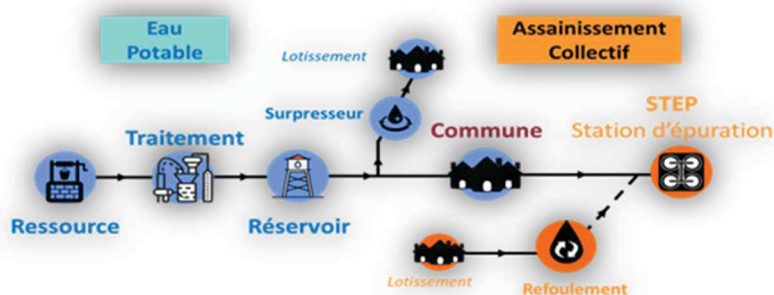 Eau
Potable
Assainissement
Collectif
Lotissement
Surpresseur
Commune
STEP
Station d'épuration
Traitement
Ressource
Réservoir
Lotissement
Refoulement